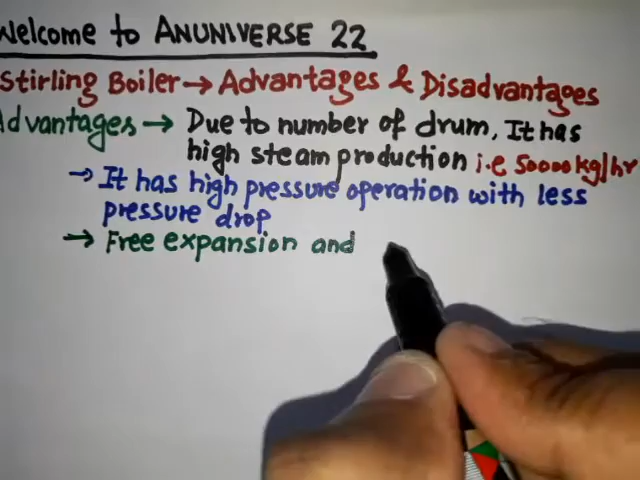 Welcome to ANUNIVERSE 22
Stirling Boiler → Advantages & Disadvantages
Advantages → Due to number of drum, It has
high steam production i.e 50000 kg/hr
→ It has high pressure operation with less
pressure drop
→ Free expansion and